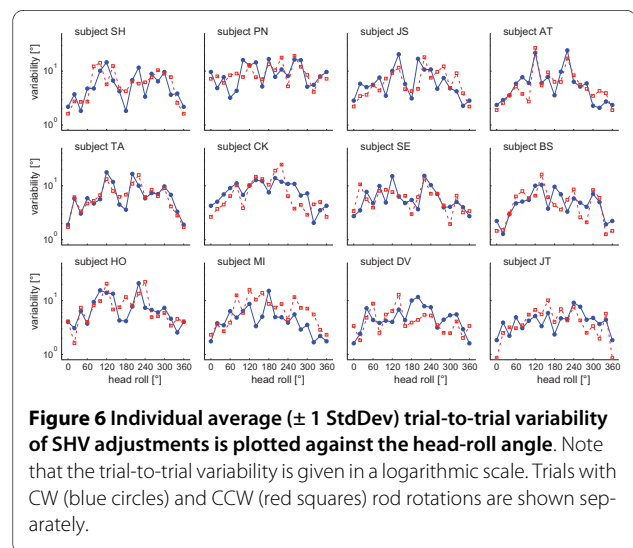 subject SH
subject PN
subject JS
subject AT
variability [°]
10¹
10⁰
subject TA
subject CK
subject SE
subject BS
variability [°]
10¹
10⁰
subject HO
subject MI
subject DV
subject JT
variability [°]
10¹
10⁰
0 60 120 180 240 300 360 0 60 120 180 240 300 360 0 60 120 180 240 300 360 0 60 120 180 240 300 360
head roll [°] head roll [°] head roll [°] head roll [°]
Figure 6 Individual average (± 1 StdDev) trial-to-trial variability
of SHV adjustments is plotted against the head-roll angle. Note
that the trial-to-trial variability is given in a logarithmic scale. Trials with
CW (blue circles) and CCW (red squares) rod rotations are shown sep-
arately.